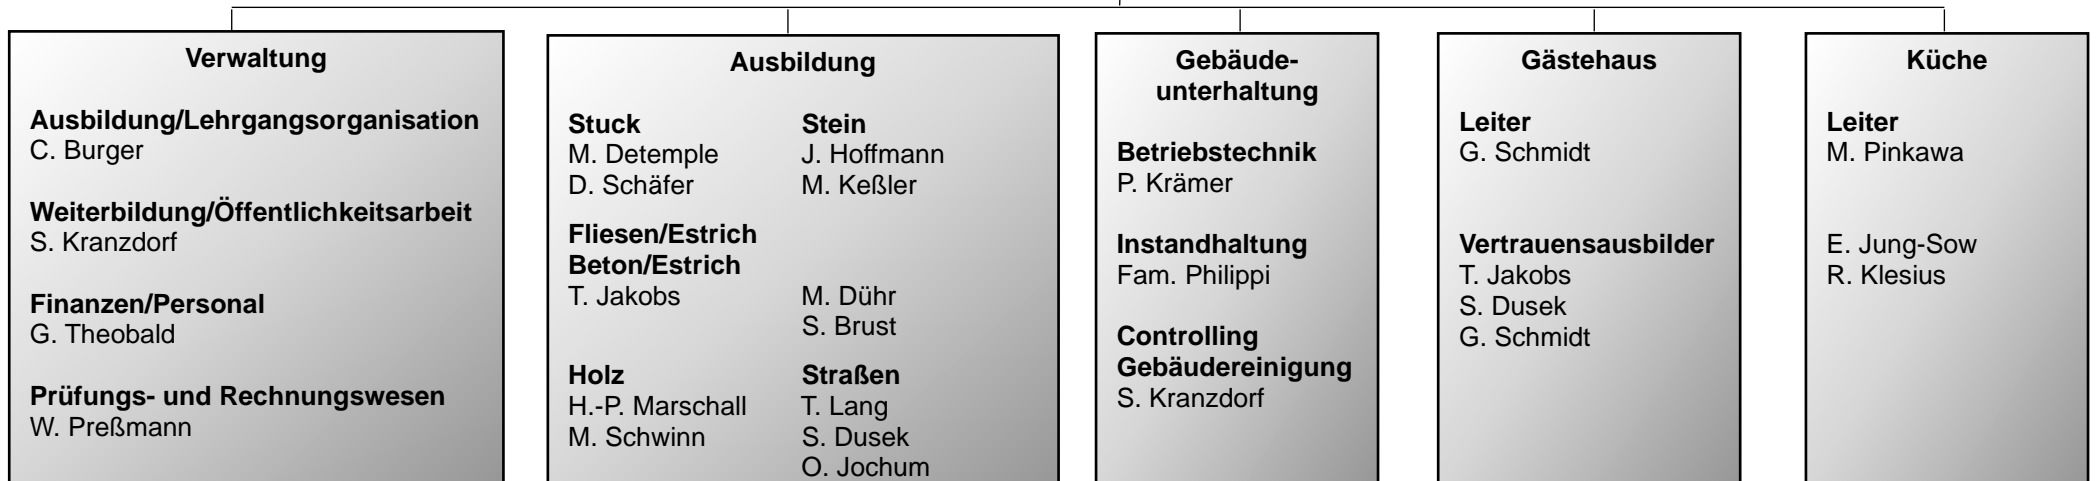 Verwaltung
Ausbildung/Lehrgangsorganisation
C. Burger
Weiterbildung/Öffentlichkeitsarbeit
S. Kranzdorf
Finanzen/Personal
G. Theobald
Prüfungs- und Rechnungswesen
W. Preßmann
Ausbildung
Stuck
M. Detemple
D. Schäfer
Stein
J. Hoffmann
M. Keßler
Fliesen/Estrich
Beton/Estrich
T. Jakobs
M. Dühr
S. Brust
Holz
H.-P. Marschall
M. Schwinn
Straßen
T. Lang
S. Dusek
O. Jochum
Gebäude-
unterhaltung
Betriebstechnik
P. Krämer
Instandhaltung
Fam. Philippi
Controlling
Gebäudereinigung
S. Kranzdorf
Gästehaus
Leiter
G. Schmidt
Vertrauensausbilder
T. Jakobs
S. Dusek
G. Schmidt
Küche
Leiter
M. Pinkawa
E. Jung-Sow
R. Klesius